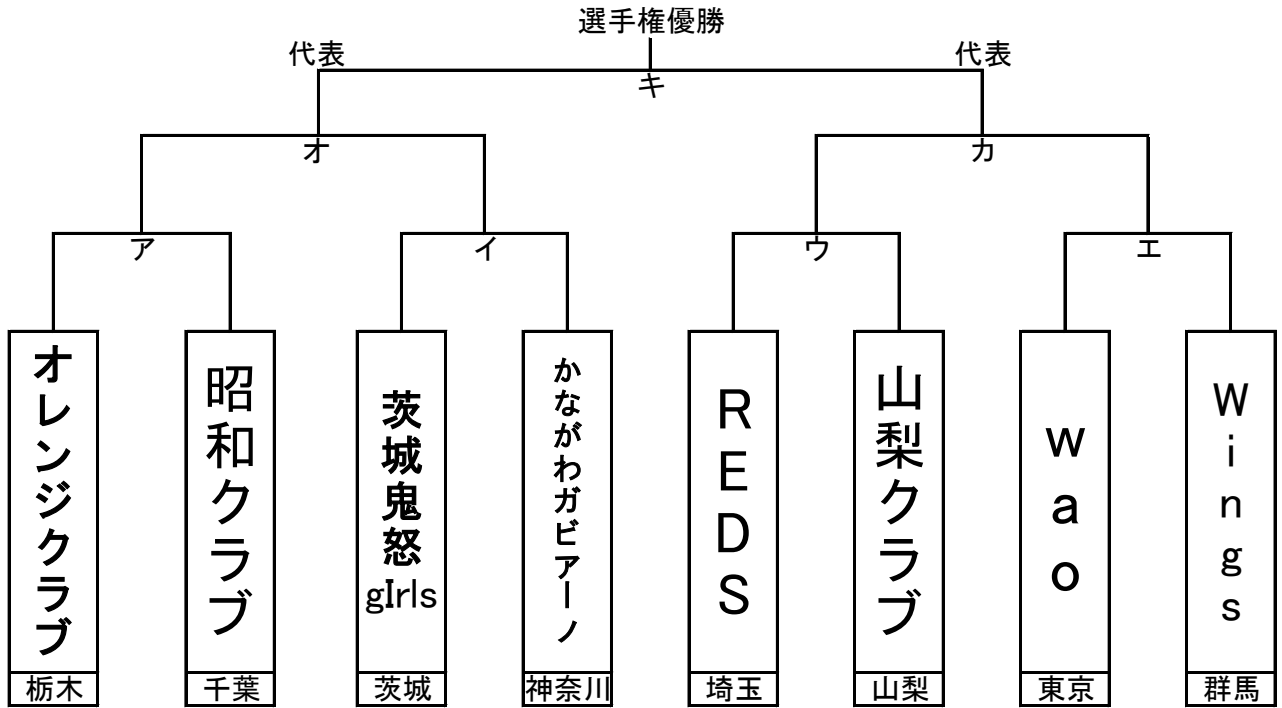 選手権優勝
代表
代表
キ
オ
カ
ア
イ
ウ
エ
オレンジクラブ
昭和クラブ
茨城鬼怒
gIrls
かながわガビアーノ
REDS
山梨クラブ
wao
Wings
栃木
千葉
茨城
神奈川
埼玉
山梨
東京
群馬